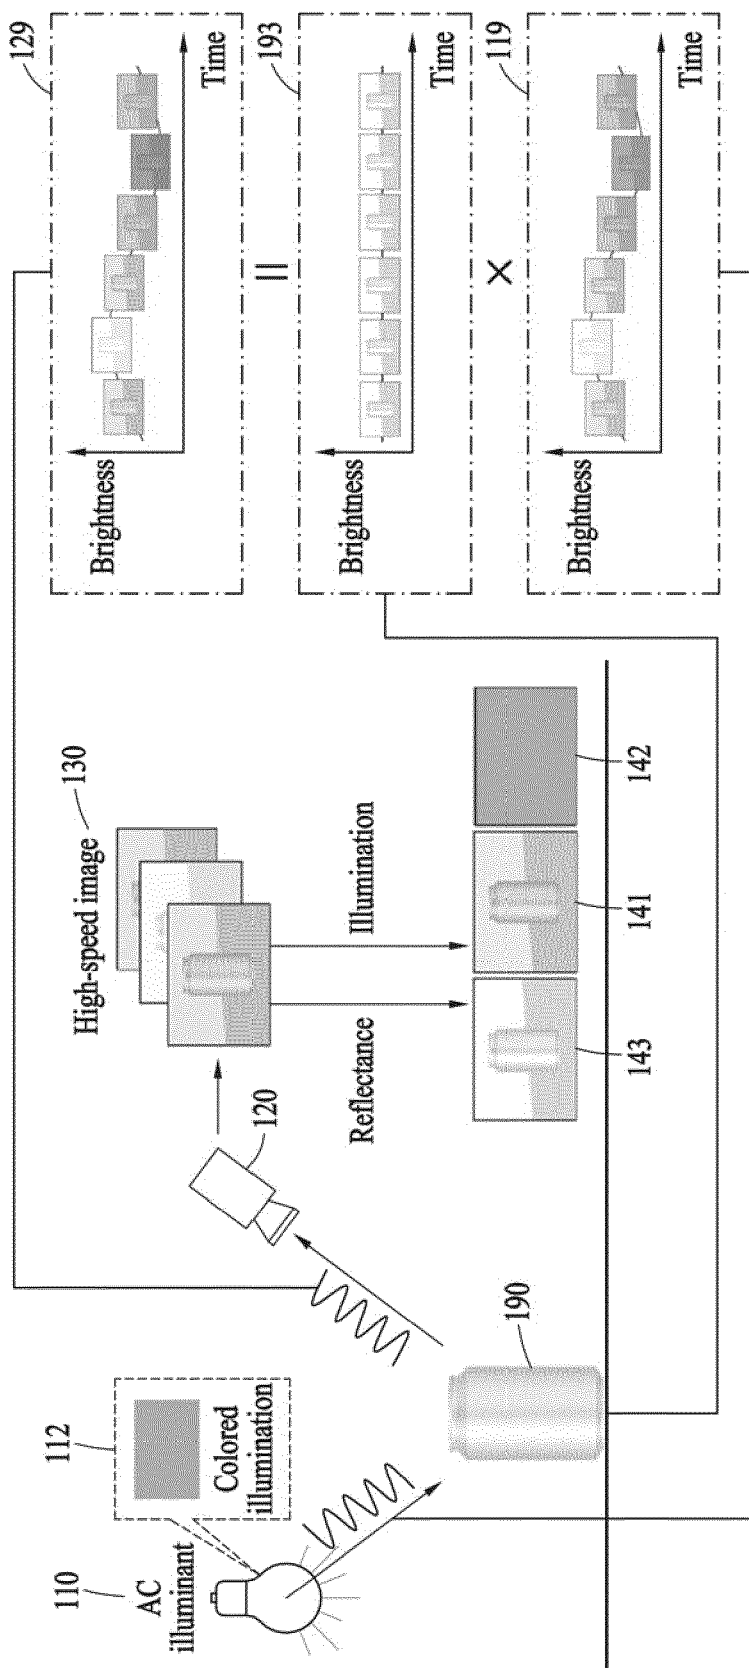 110
AC
illuminant
112
Colored
illumination
120
190
High-speed image
130
Reflectance
Illumination
143
141
142
129
Brightness
Time
=
193
Brightness
Time
×
119
Brightness
Time